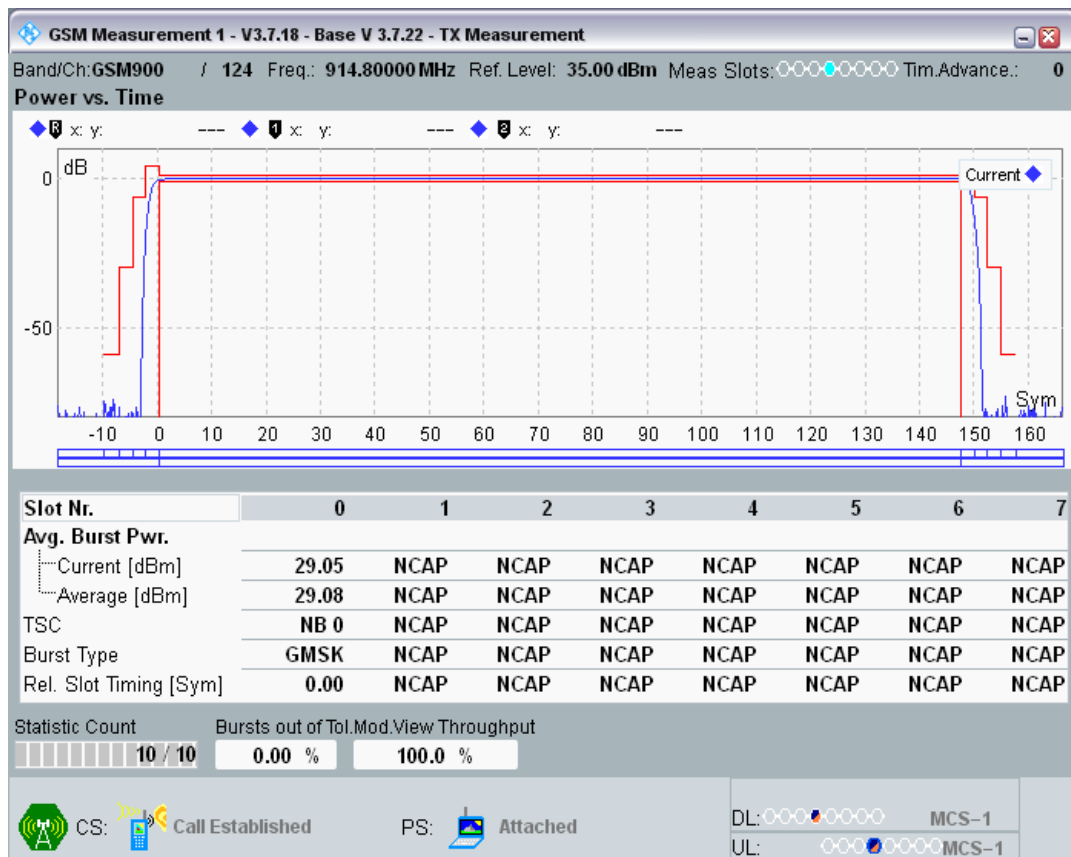 GSM Measurement 1 - V3.7.18 - Base V 3.7.22 - TX Measurement
Band/Ch:GSM900 / 124 Freq.: 914.80000 MHz Ref. Level: 35.00 dBm Meas Slots: Tim.Advance.: 0
Power vs. Time
R x: y: --- 1 x: y: --- 2 x: y: ---
dB
0
Current
-50
Sym
-10 0 10 20 30 40 50 60 70 80 90 100 110 120 130 140 150 160
Slot Nr. 0 1 2 3 4 5 6 7
Avg. Burst Pwr.
Current [dBm] 29.05 NCAP NCAP NCAP NCAP NCAP NCAP NCAP
Average [dBm] 29.08 NCAP NCAP NCAP NCAP NCAP NCAP NCAP
TSC NB 0 NCAP NCAP NCAP NCAP NCAP NCAP NCAP
Burst Type GMSK NCAP NCAP NCAP NCAP NCAP NCAP NCAP
Rel. Slot Timing [Sym] 0.00 NCAP NCAP NCAP NCAP NCAP NCAP NCAP
Statistic Count Bursts out of Tol.Mod.View Throughput
10 / 10 0.00 % 100.0 %
CS: Call Established PS: Attached
DL: MCS-1
UL: MCS-1